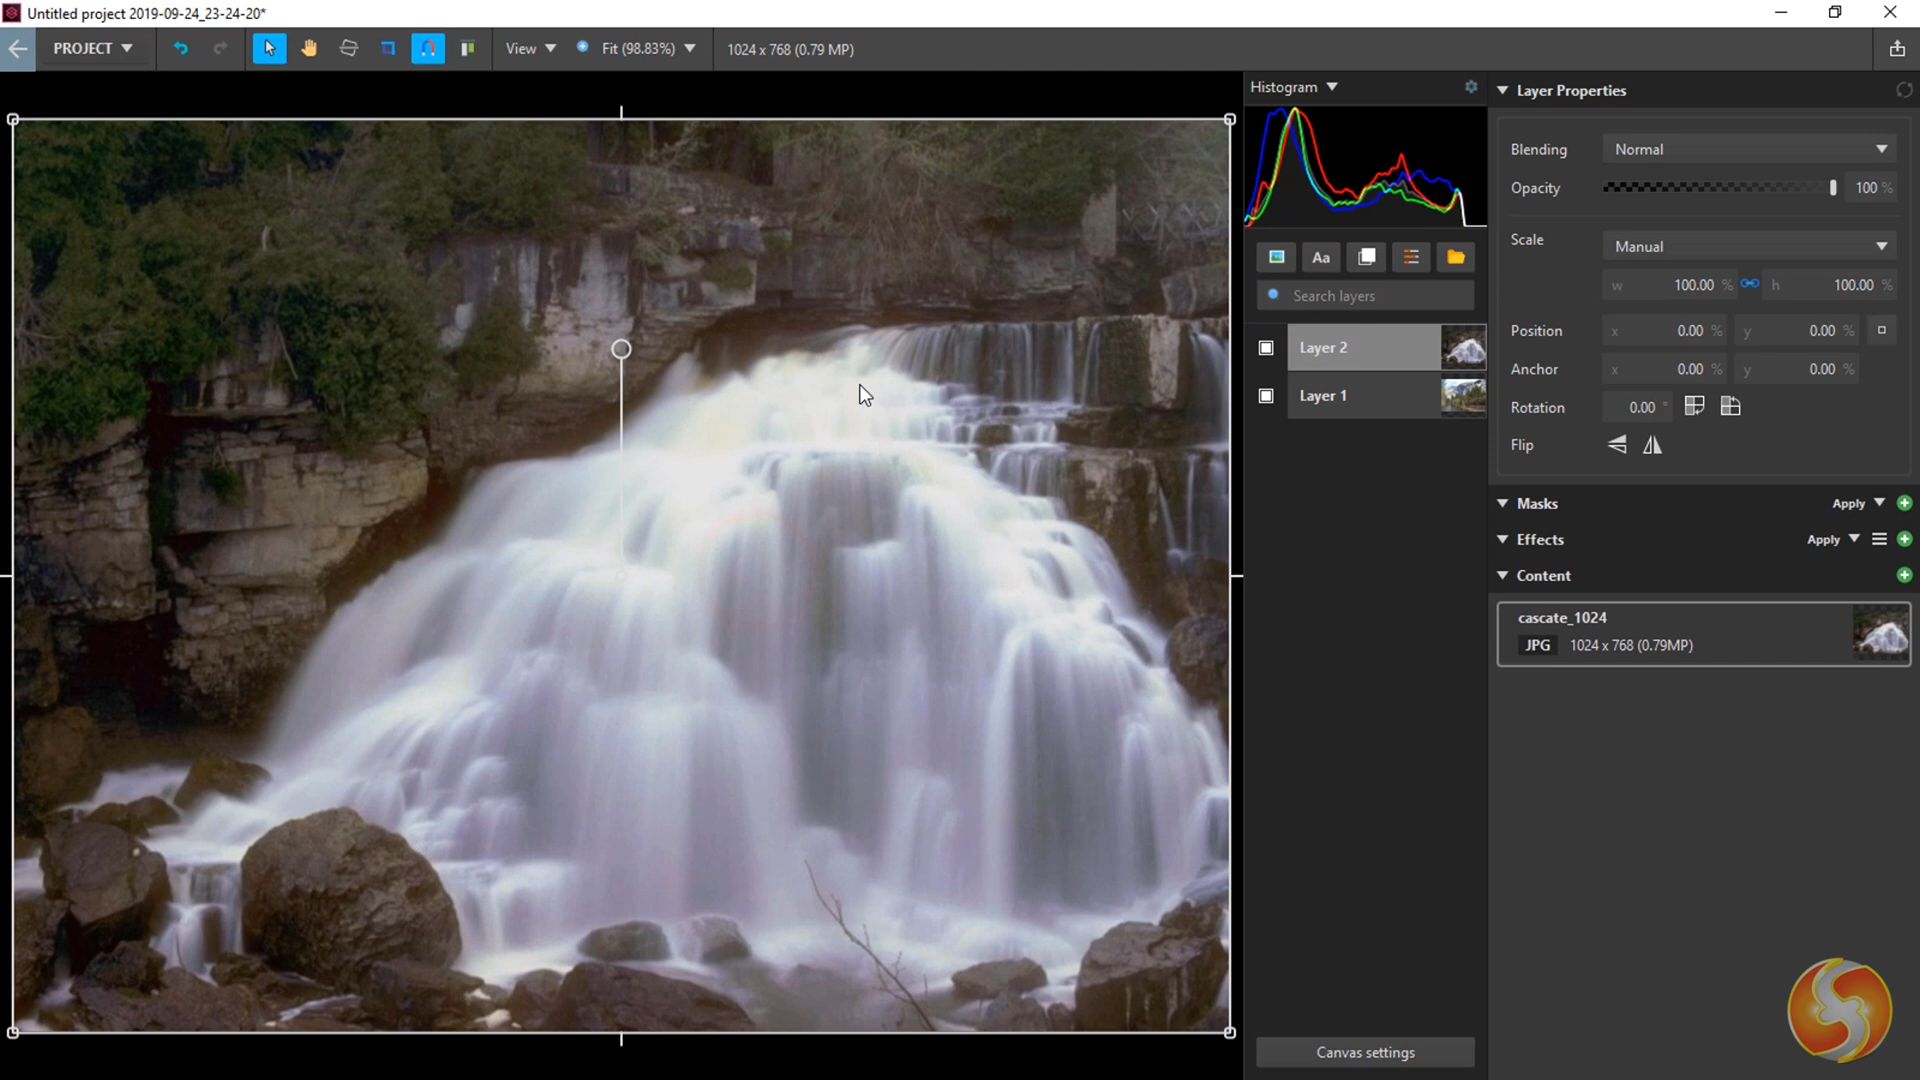 Untitled project 2019-09-24_23-24-20*
PROJECT
View
Fit (98.83%)
1024 x 768 (0.79 MP)
Histogram
Aa
Search layers
Layer 2
Layer 1
Canvas settings
Layer Properties
Blending Normal
Opacity 100 %
Scale Manual
w 100.00 % h 100.00 %
Position x 0.00 % y 0.00 %
Anchor x 0.00 % y 0.00 %
Rotation 0.00 °
Flip
Masks Apply
Effects Apply
Content
cascate_1024
JPG 1024 x 768 (0.79MP)